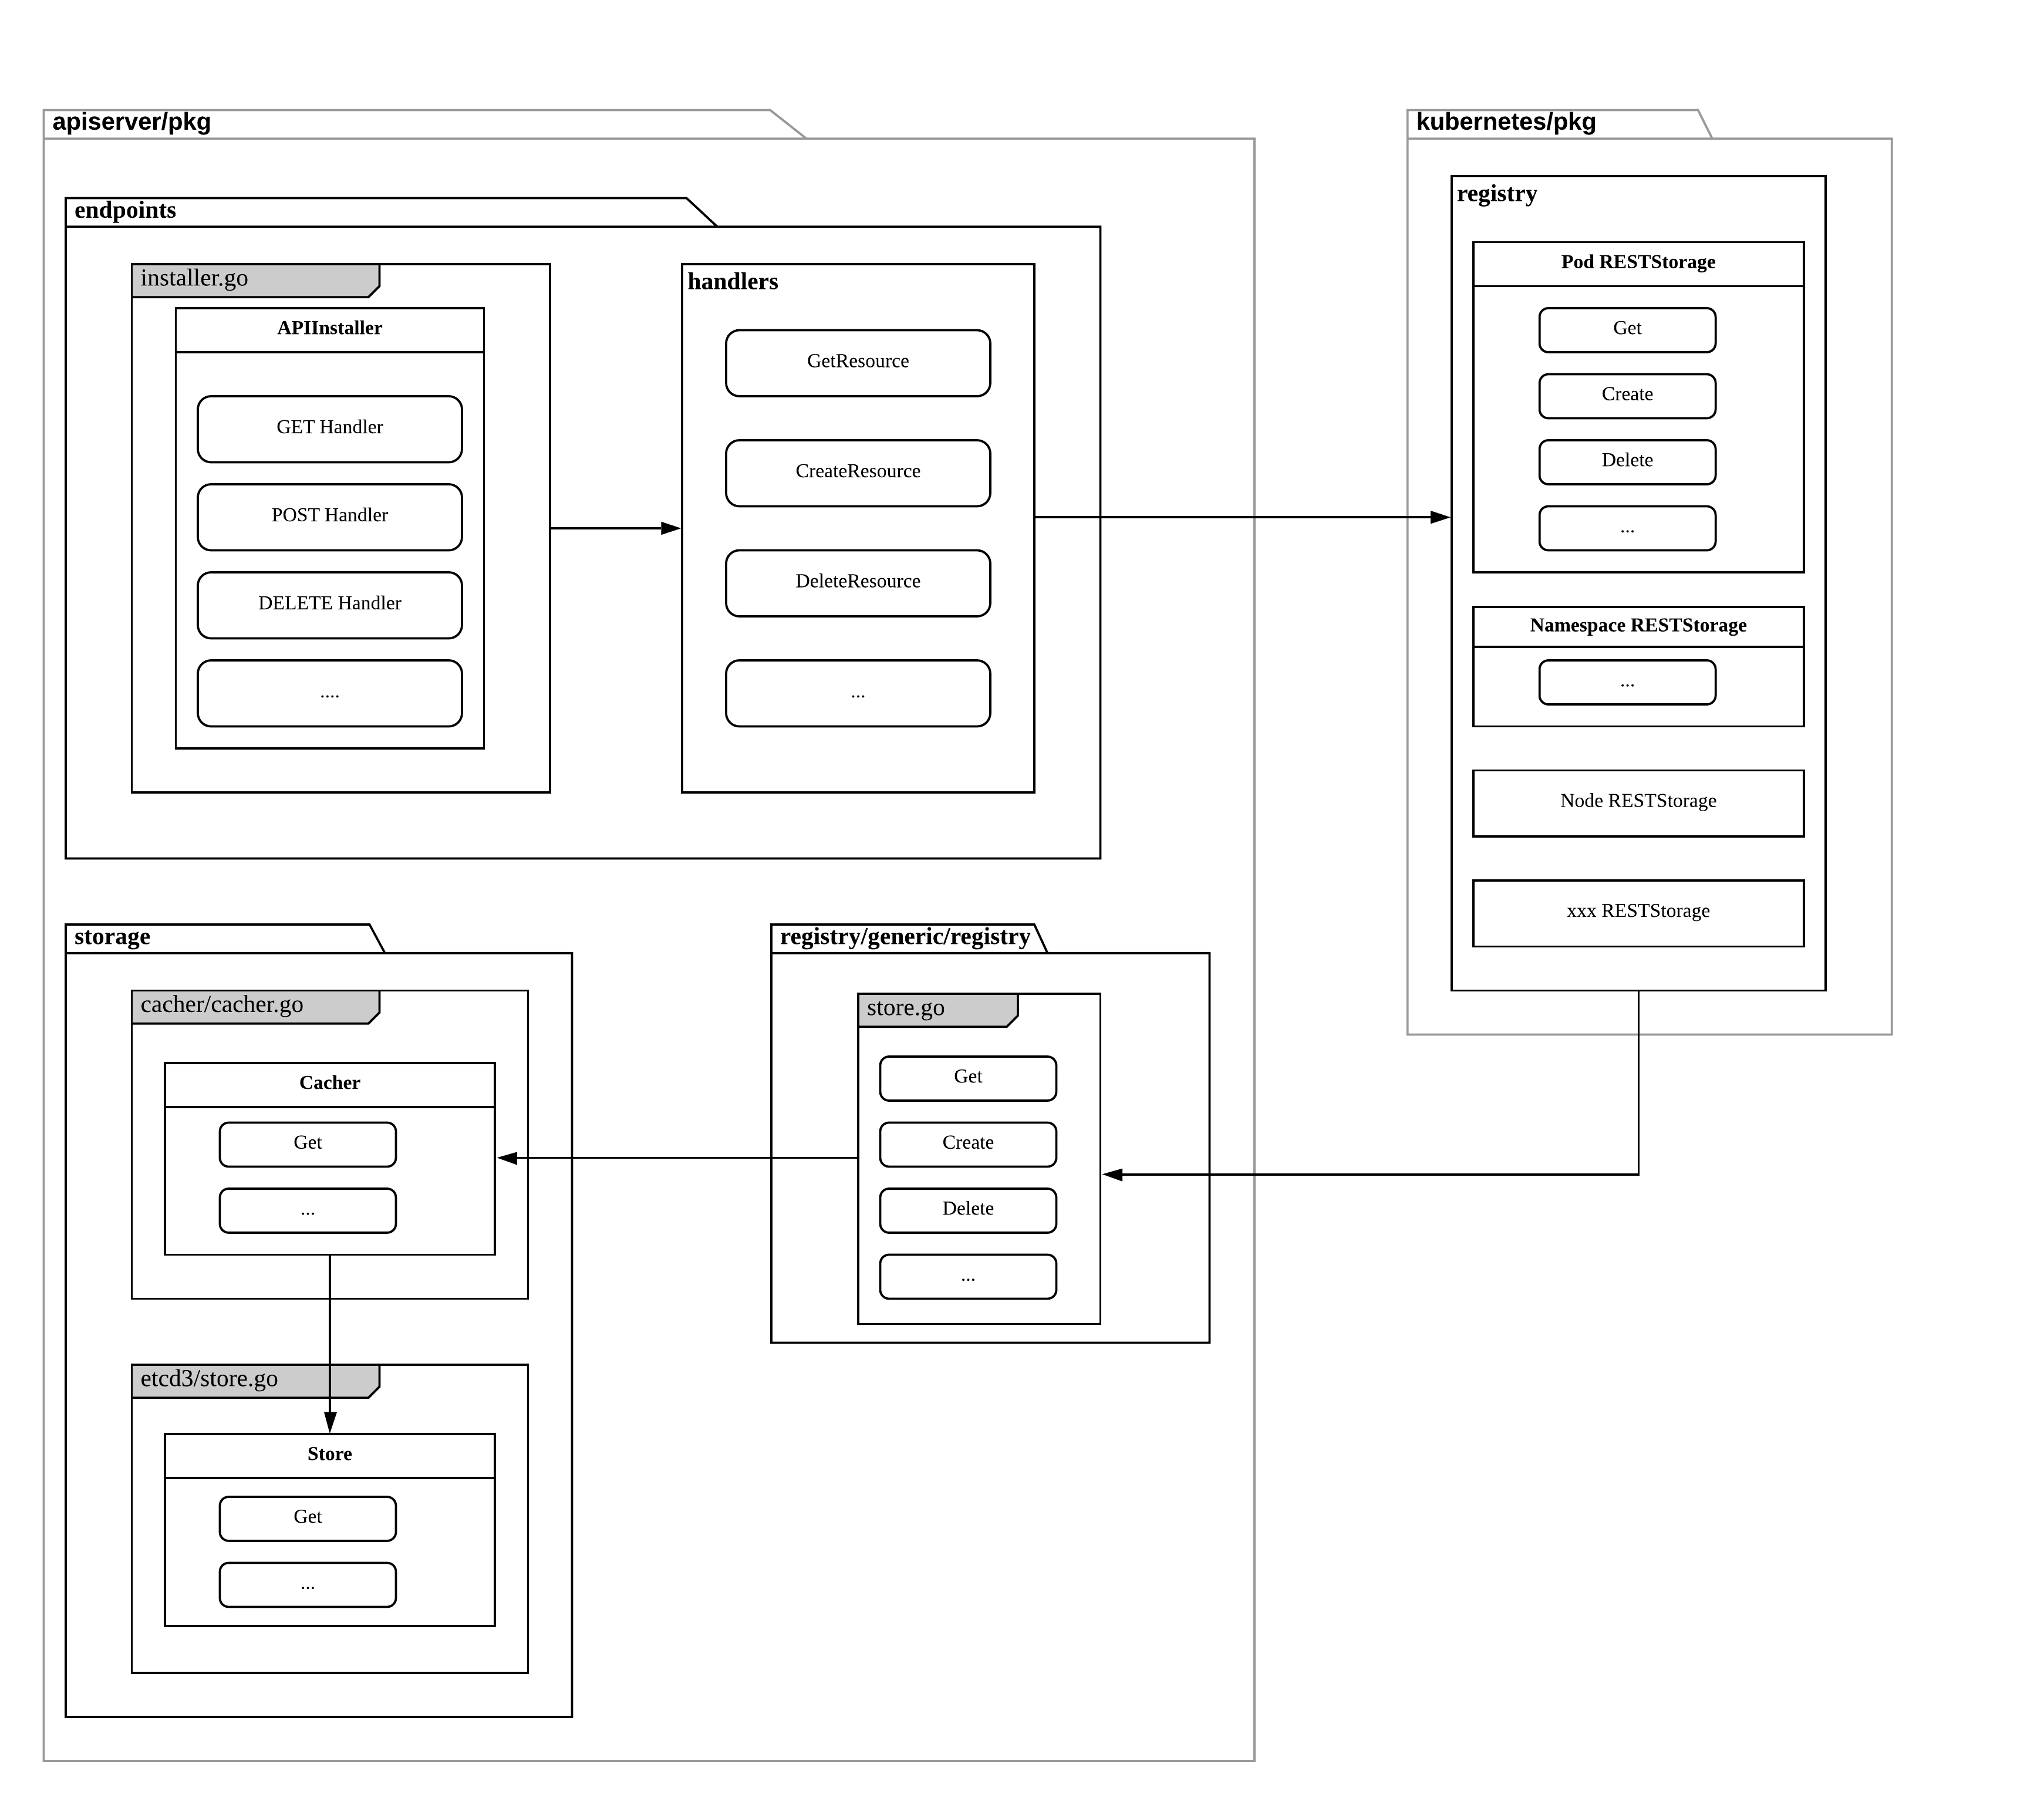 apiserver/pkg
endpoints
installer.go
APIInstaller
GET Handler
POST Handler
DELETE Handler
....
handlers
GetResource
CreateResource
DeleteResource
...
kubernetes/pkg
registry
Pod RESTStorage
Get
Create
Delete
...
Namespace RESTStorage
...
Node RESTStorage
xxx RESTStorage
storage
cacher/cacher.go
Cacher
Get
...
etcd3/store.go
Store
Get
...
registry/generic/registry
store.go
Get
Create
Delete
...